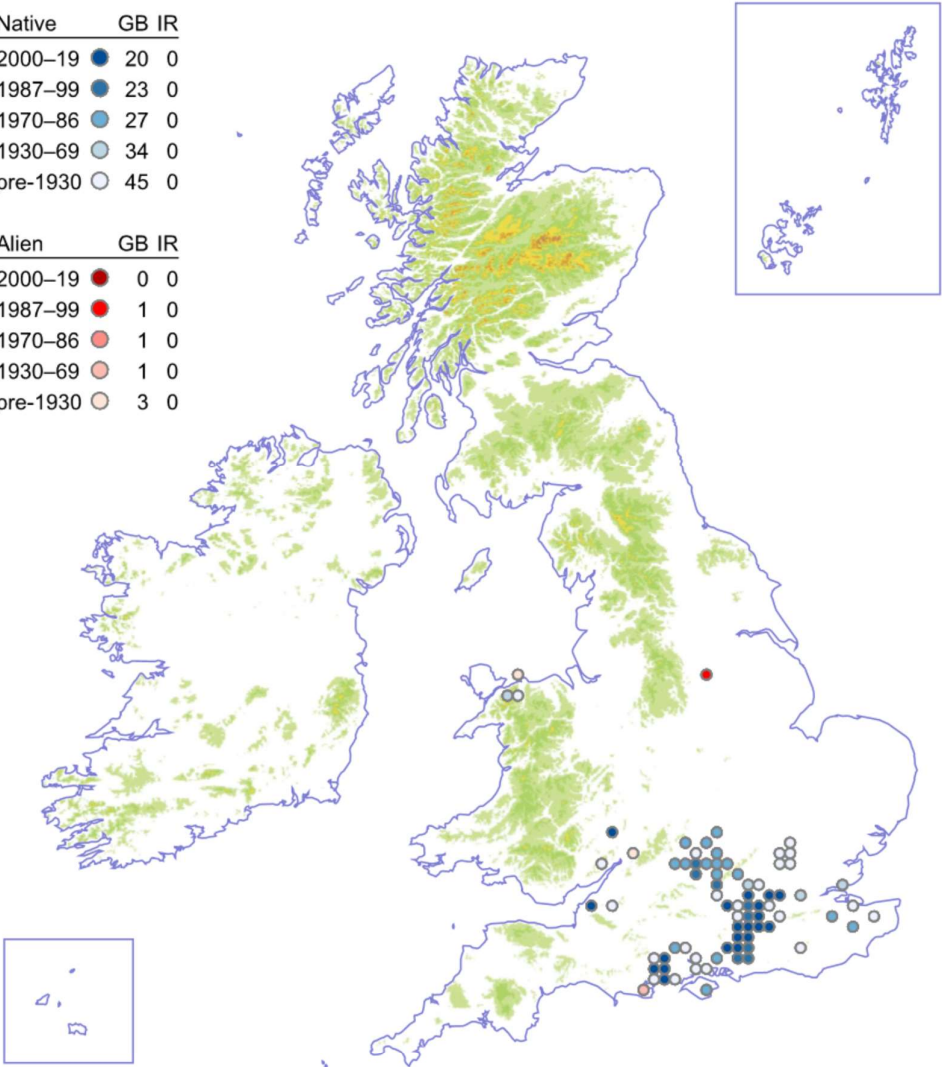 Native GB IR
2000–19 20 0
1987–99 23 0
1970–86 27 0
1930–69 34 0
pre-1930 45 0
Alien GB IR
2000–19 0 0
1987–99 1 0
1970–86 1 0
1930–69 1 0
pre-1930 3 0